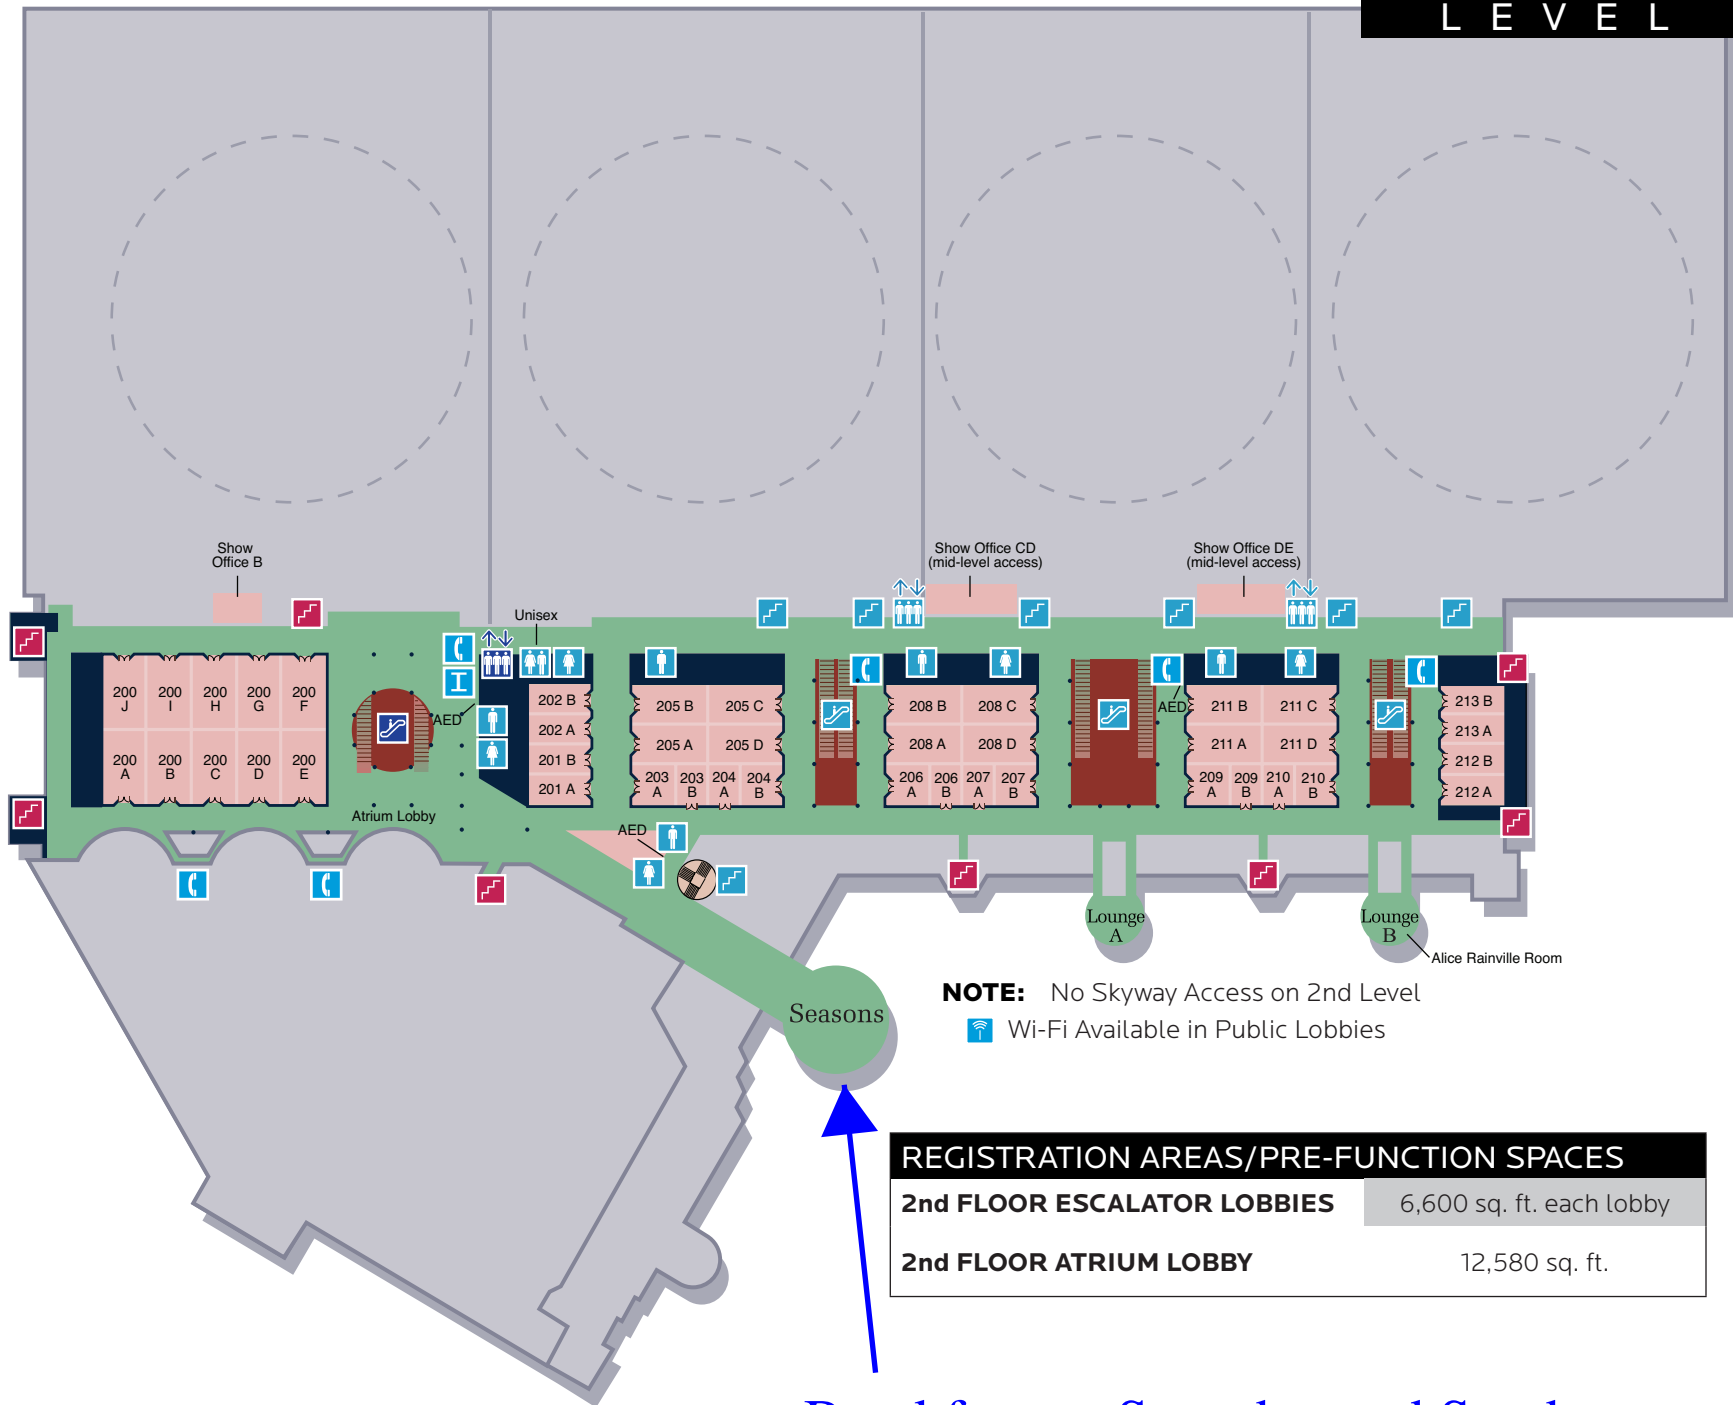 LEVEL
Show
Office B
Show Office CD
(mid-level access)
Show Office DE
(mid-level access)
Unisex
200
J
200
I
200
H
200
G
200
F
200
A
200
B
200
C
200
D
200
E
AED
Atrium Lobby
202 B
202 A
201 B
201 A
205 B
205 C
205 A
205 D
203
A
203
B
204
A
204
B
208 B
208 C
208 A
208 D
206
A
206
B
207
A
207
B
AED
211 B
211 C
211 A
211 D
209
A
209
B
210
A
210
B
213 B
213 A
212 B
212 A
AED
Lounge
A
Lounge
B
Alice Rainville Room
Seasons
NOTE: No Skyway Access on 2nd Level
Wi-Fi Available in Public Lobbies
REGISTRATION AREAS/PRE-FUNCTION SPACES
2nd FLOOR ESCALATOR LOBBIES 6,600 sq. ft. each lobby
2nd FLOOR ATRIUM LOBBY 12,580 sq. ft.